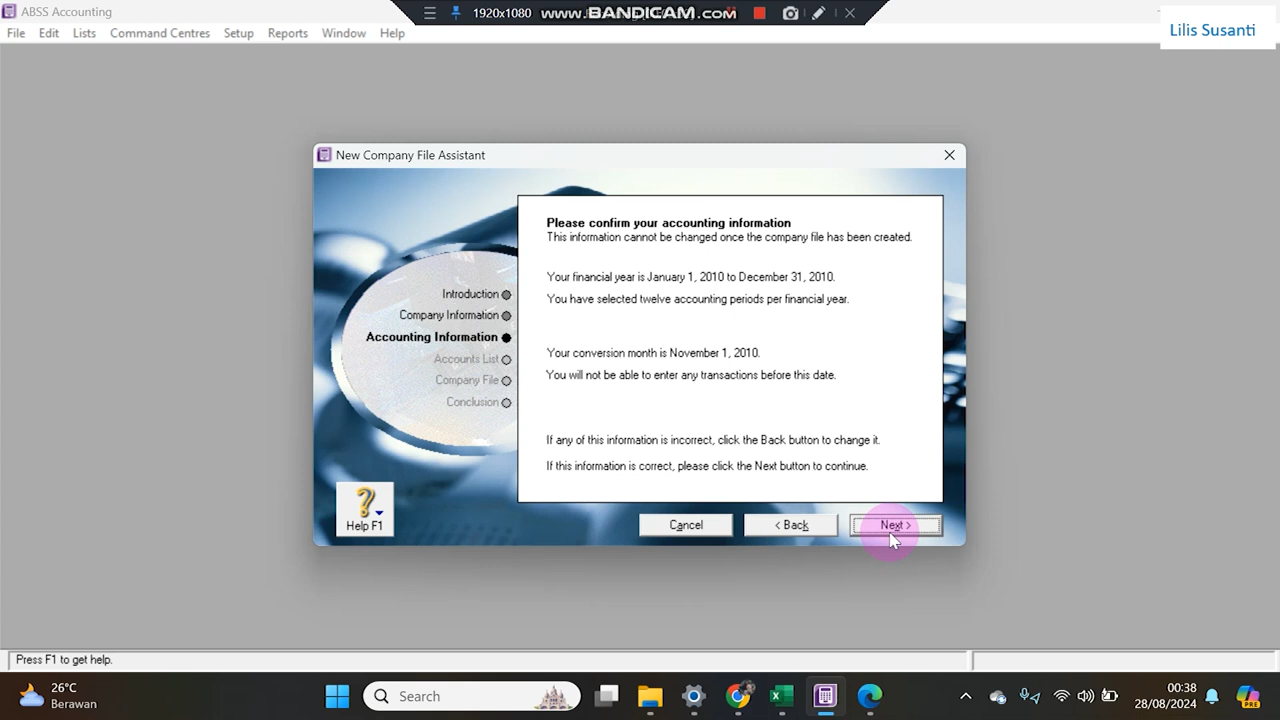 ABSS Accounting
1920x1080
www.BANDICAM.com
Lilis Susanti
File
Edit
Lists
Command Centres
Setup
Reports
Window
Help
New Company File Assistant
Please confirm your accounting information
This information cannot be changed once the company file has been created.
Your financial year is January 1, 2010 to December 31, 2010.
You have selected twelve accounting periods per financial year.
Your conversion month is November 1, 2010.
You will not be able to enter any transactions before this date.
If any of this information is incorrect, click the Back button to change it.
If this information is correct, please click the Next button to continue.
Introduction
Company Information
Accounting Information
Accounts List
Company File
Conclusion
?
Help F1
Cancel
< Back
Next >
Press F1 to get help.
26°C
Berawan
Search
00:38
28/08/2024
PRE